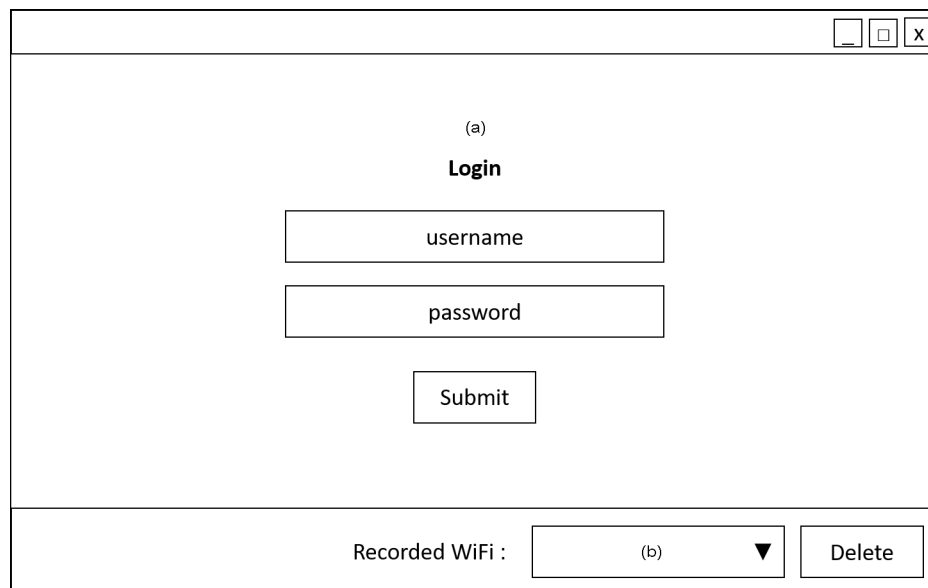 _ □ x
(a)
Login
username
password
Submit
Recorded WiFi : (b) ▼ Delete